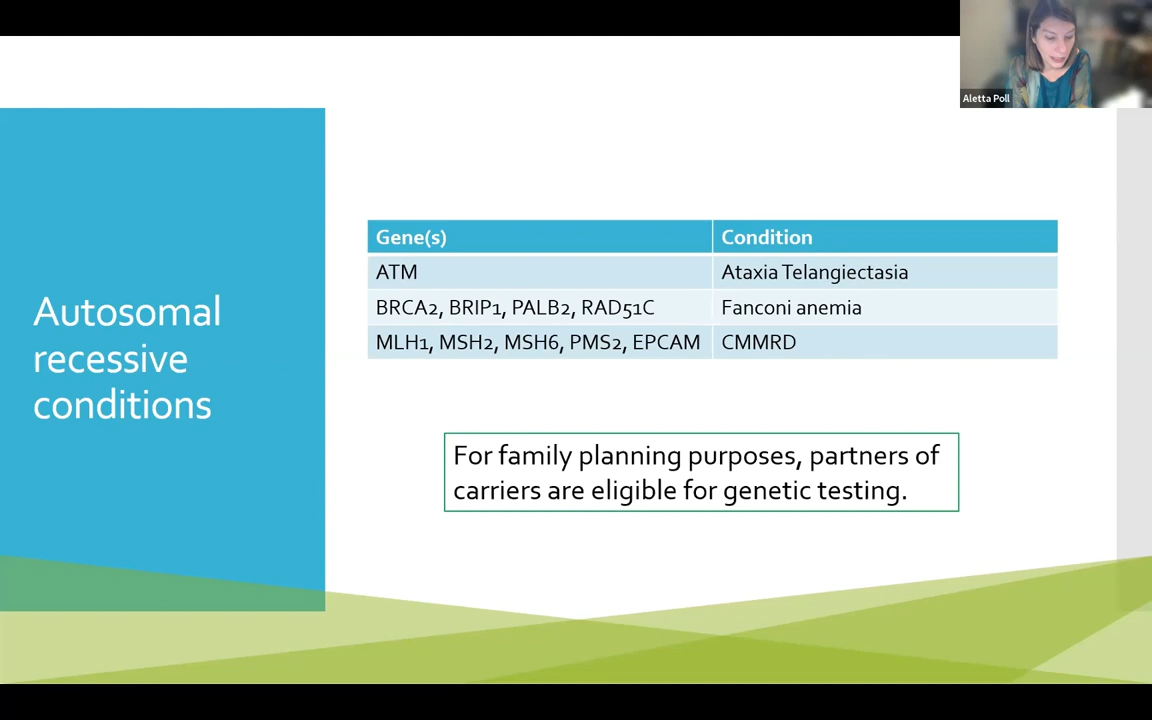 Aletta Poll
Autosomal
recessive
conditions
Gene(s) Condition
ATM Ataxia Telangiectasia
BRCA2, BRIP1, PALB2, RAD51C Fanconi anemia
MLH1, MSH2, MSH6, PMS2, EPCAM CMMRD
For family planning purposes, partners of
carriers are eligible for genetic testing.